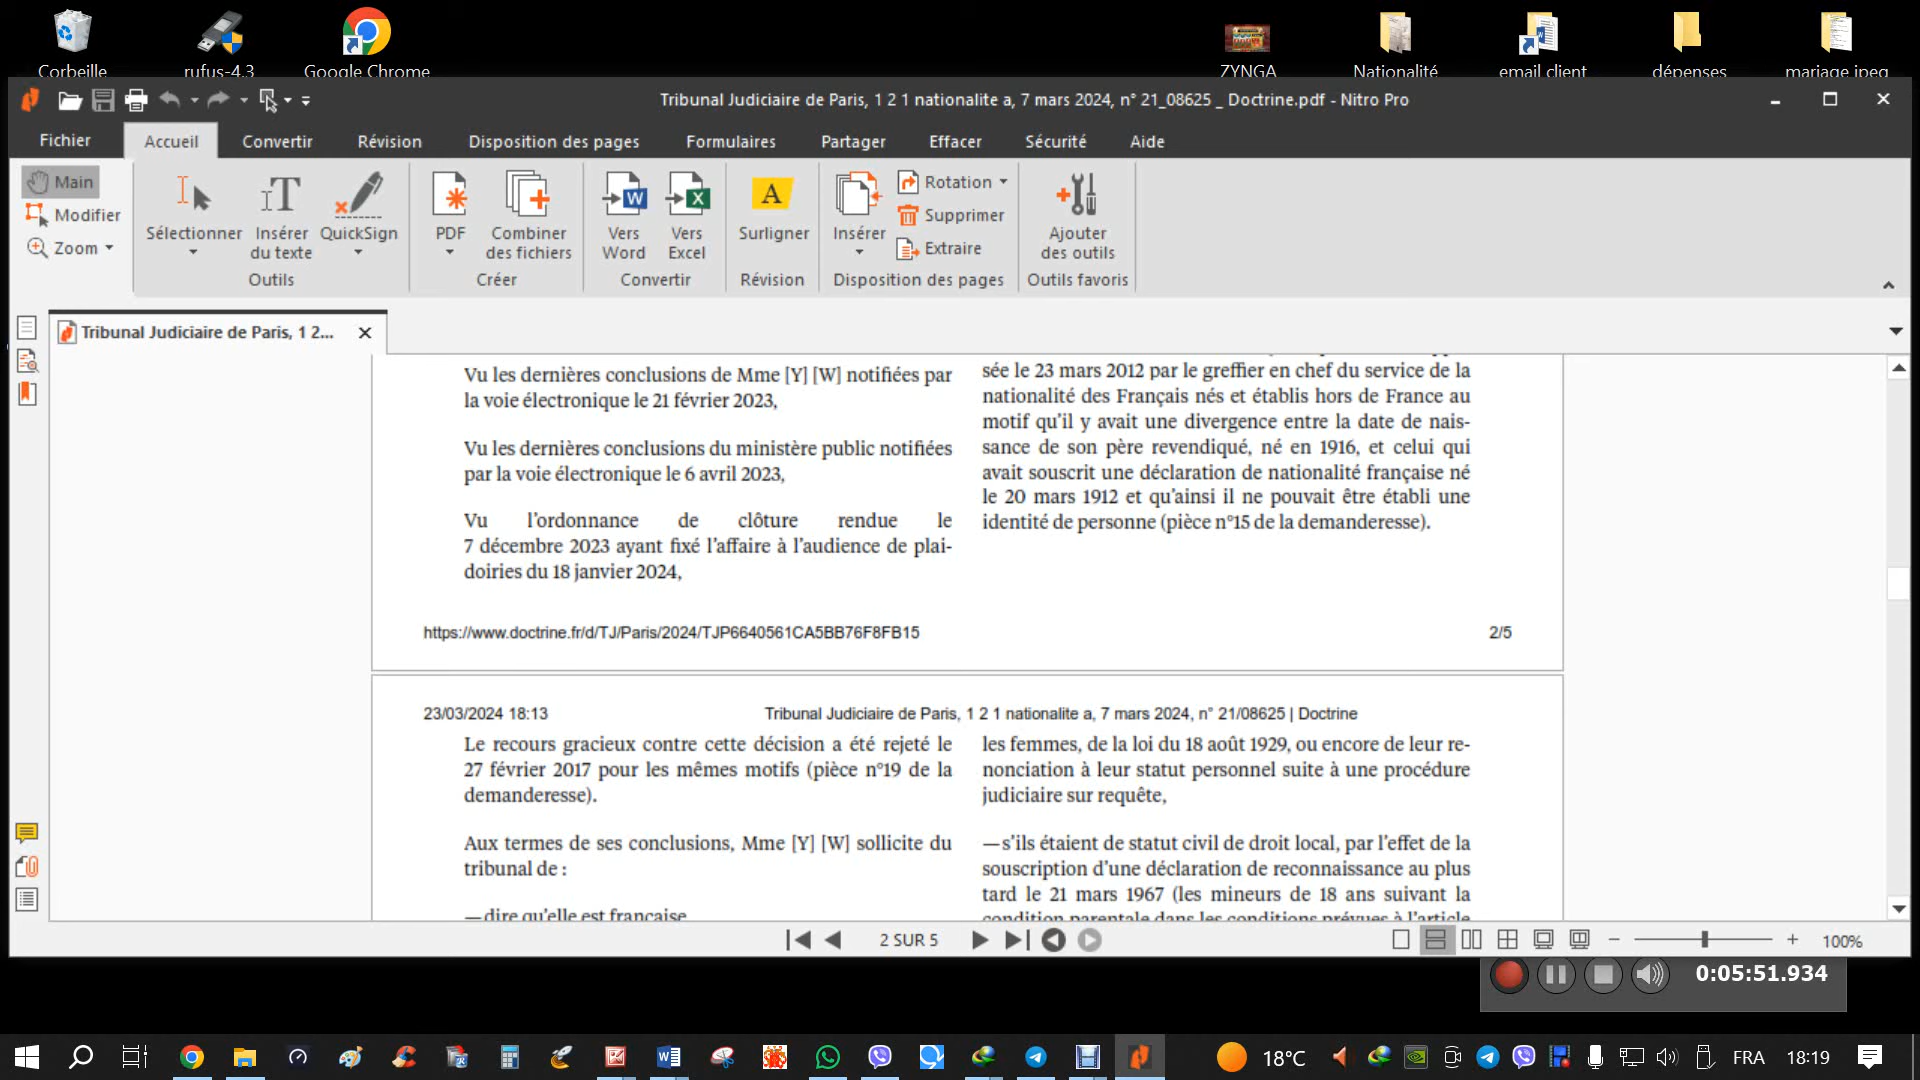 Corbeille
rufus-4.3
Google Chrome
ZYNGA
Nationalité
email client
dépenses
mariage jpeg
Tribunal Judiciaire de Paris, 1 2 1 nationalite a, 7 mars 2024, n° 21_08625 _ Doctrine.pdf - Nitro Pro
Fichier
Accueil
Convertir
Révision
Disposition des pages
Formulaires
Partager
Effacer
Sécurité
Aide
Main
Modifier
Zoom
Sélectionner
Insérer
du texte
QuickSign
Outils
PDF
Combiner
des fichiers
Créer
Vers
Word
Vers
Excel
Convertir
Surligner
Révision
Insérer
Rotation
Supprimer
Extraire
Disposition des pages
Ajouter
des outils
Outils favoris
Tribunal Judiciaire de Paris, 1 2...
Vu les dernières conclusions de Mme [Y] [W] notifiées par
la voie électronique le 21 février 2023,
Vu les dernières conclusions du ministère public notifiées
par la voie électronique le 6 avril 2023,
Vu l'ordonnance de clôture rendue le
7 décembre 2023 ayant fixé l'affaire à l'audience de plai-
doiries du 18 janvier 2024,
sée le 23 mars 2012 par le greffier en chef du service de la
nationalité des Français nés et établis hors de France au
motif qu'il y avait une divergence entre la date de nais-
sance de son père revendiqué, né en 1916, et celui qui
avait souscrit une déclaration de nationalité française né
le 20 mars 1912 et qu'ainsi il ne pouvait être établi une
identité de personne (pièce n°15 de la demanderesse).
https://www.doctrine.fr/d/TJ/Paris/2024/TJP6640561CA5BB76F8FB15
2/5
23/03/2024 18:13
Tribunal Judiciaire de Paris, 1 2 1 nationalite a, 7 mars 2024, n° 21/08625 | Doctrine
Le recours gracieux contre cette décision a été rejeté le
27 février 2017 pour les mêmes motifs (pièce n°19 de la
demanderesse).
Aux termes de ses conclusions, Mme [Y] [W] sollicite du
tribunal de :
—dire qu'elle est française
les femmes, de la loi du 18 août 1929, ou encore de leur re-
nonciation à leur statut personnel suite à une procédure
judiciaire sur requête,
—s'ils étaient de statut civil de droit local, par l'effet de la
souscription d'une déclaration de reconnaissance au plus
tard le 21 mars 1967 (les mineurs de 18 ans suivant la
condition parentale dans les conditions prévues à l'article
2 SUR 5
100%
0:05:51.934
18°C
FRA
18:19